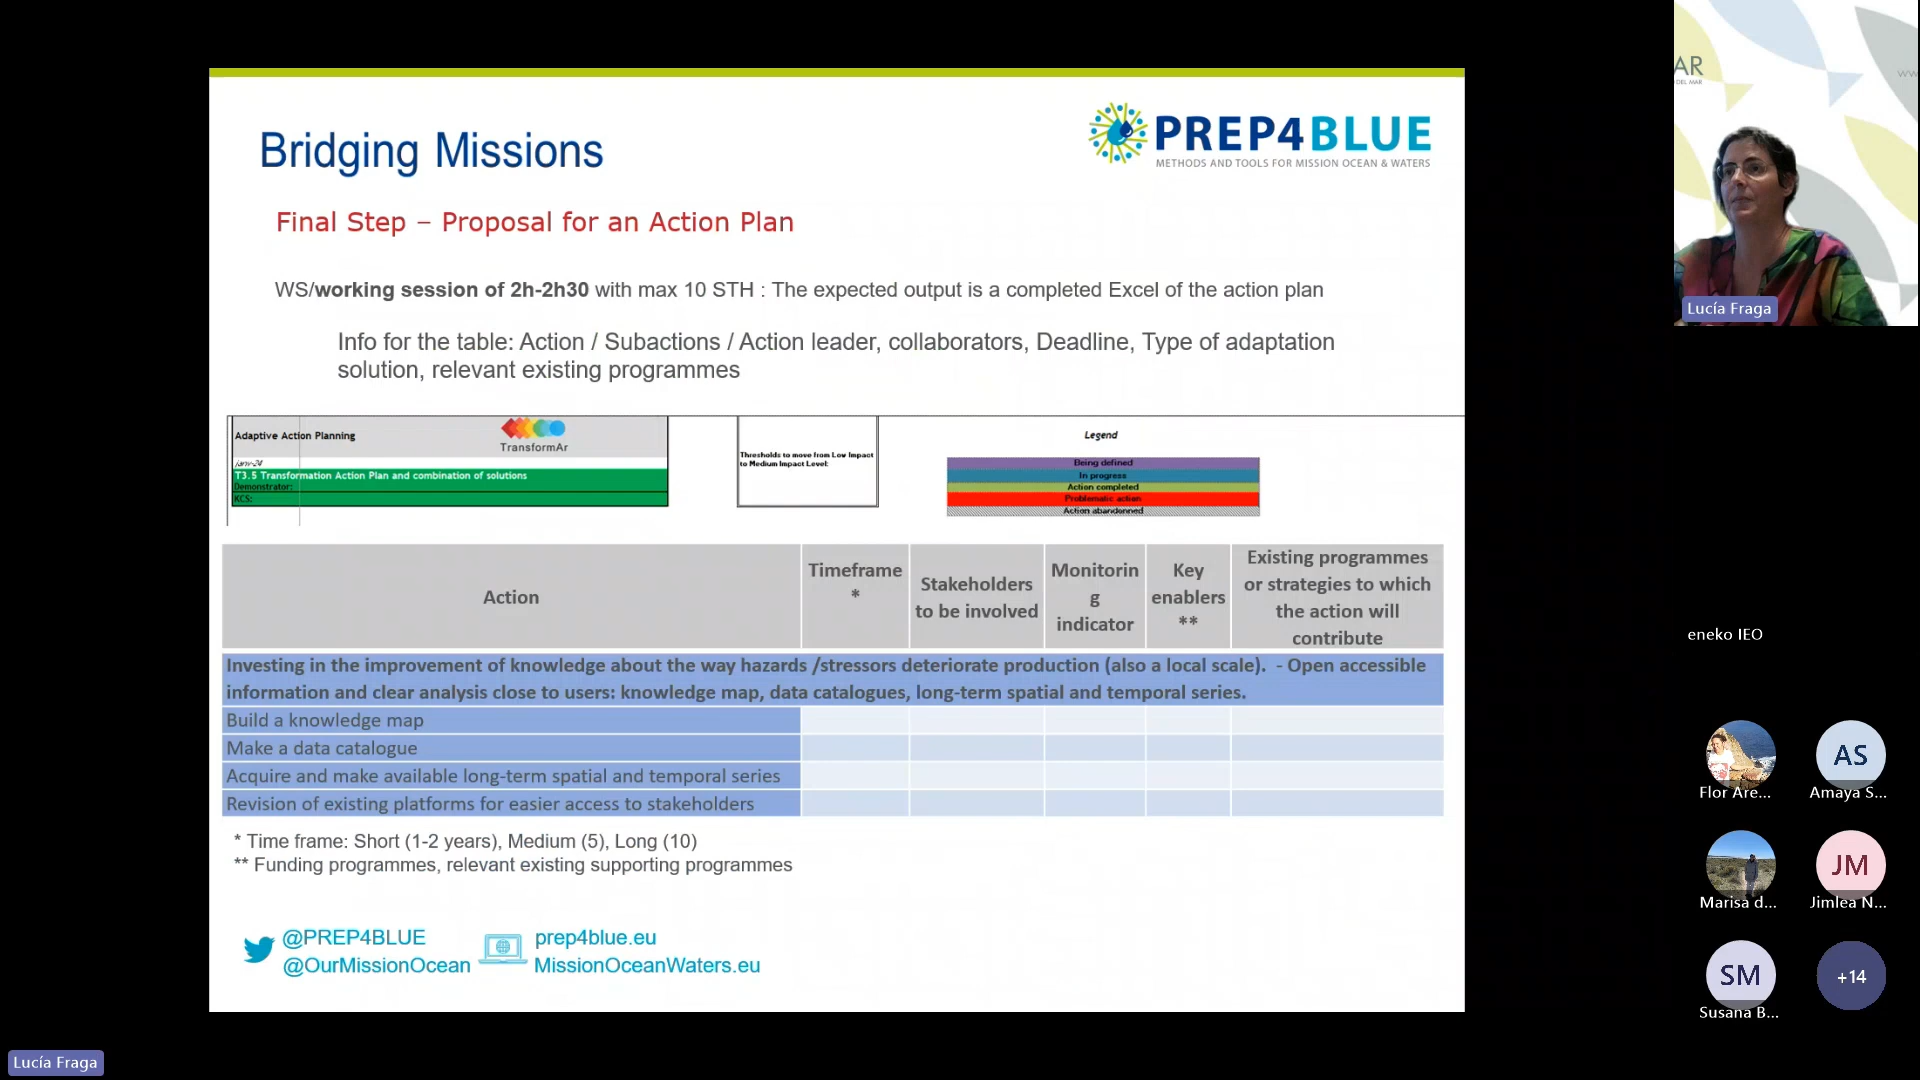 Bridging Missions
PREP4BLUE
METHODS AND TOOLS FOR MISSION OCEAN & WATERS
Final Step – Proposal for an Action Plan
WS/working session of 2h-2h30 with max 10 STH : The expected output is a completed Excel of the action plan
Info for the table: Action / Subactions / Action leader, collaborators, Deadline, Type of adaptation
solution, relevant existing programmes
Adaptive Action Planning
TransformAr
janv-24
T3.5 Transformation Action Plan and combination of solutions
Demonstrator:
KCS:
Thresholds to move from Low Impact
to Medium Impact Level:
Legend
Being defined
In progress
Action completed
Problematic action
Action abandonned
Action
Timeframe
*
Stakeholders
to be involved
Monitorin
g
indicator
Key
enablers
**
Existing programmes
or strategies to which
the action will
contribute
Investing in the improvement of knowledge about the way hazards /stressors deteriorate production (also a local scale).  - Open accessible
information and clear analysis close to users: knowledge map, data catalogues, long-term spatial and temporal series.
Build a knowledge map
Make a data catalogue
Acquire and make available long-term spatial and temporal series
Revision of existing platforms for easier access to stakeholders
* Time frame: Short (1-2 years), Medium (5), Long (10)
** Funding programmes, relevant existing supporting programmes
@PREP4BLUE
@OurMissionOcean
prep4blue.eu
MissionOceanWaters.eu
Lucía Fraga
AR
DEL MAR
Lucía Fraga
eneko IEO
Flor Are...
AS
Amaya S...
Marisa d...
JM
Jimlea N...
SM
Susana B...
+14